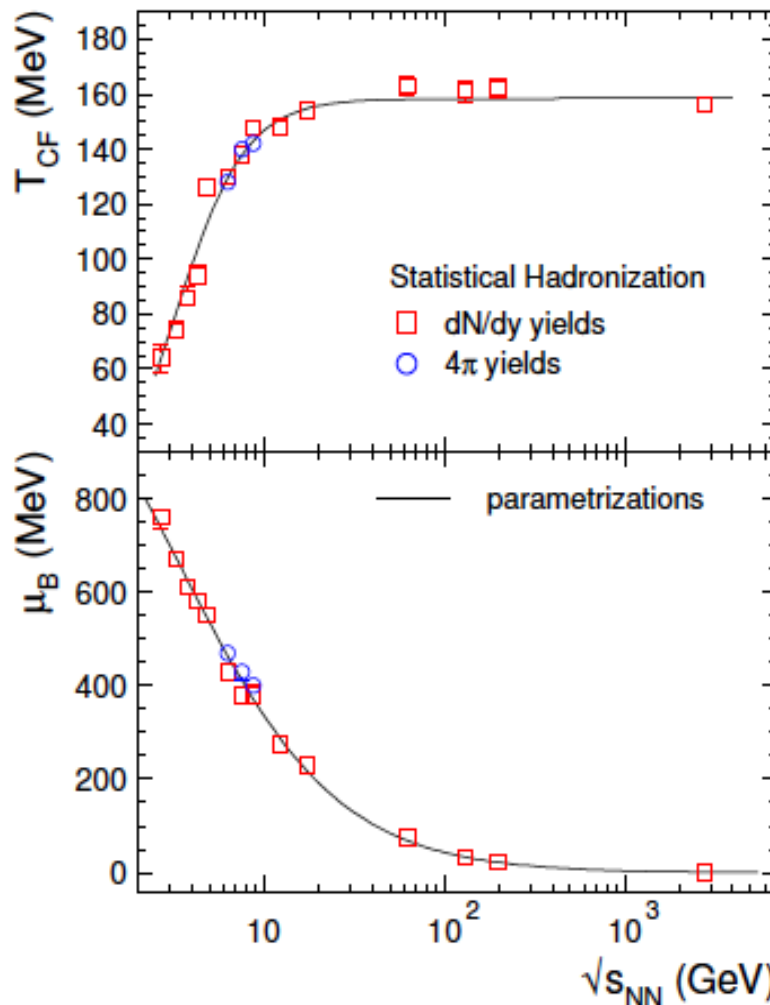 T_CF (MeV)
180
160
140
120
100
80
60
40
Statistical Hadronization
dN/dy yields
4π yields
μ_B (MeV)
800
600
400
200
0
parametrizations
10
10²
10³
√s_NN (GeV)